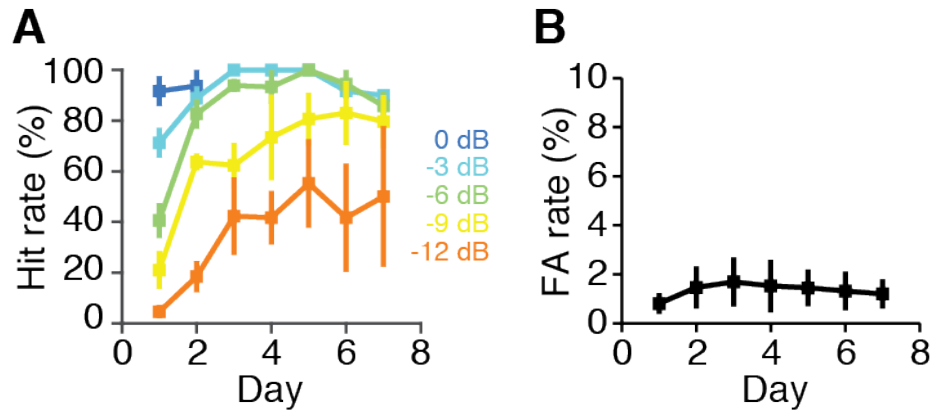 A
Hit rate (%)
100
80
60
40
20
0
0 2 4 6 8
Day
0 dB
-3 dB
-6 dB
-9 dB
-12 dB
B
FA rate (%)
10
8
6
4
2
0
0 2 4 6 8
Day